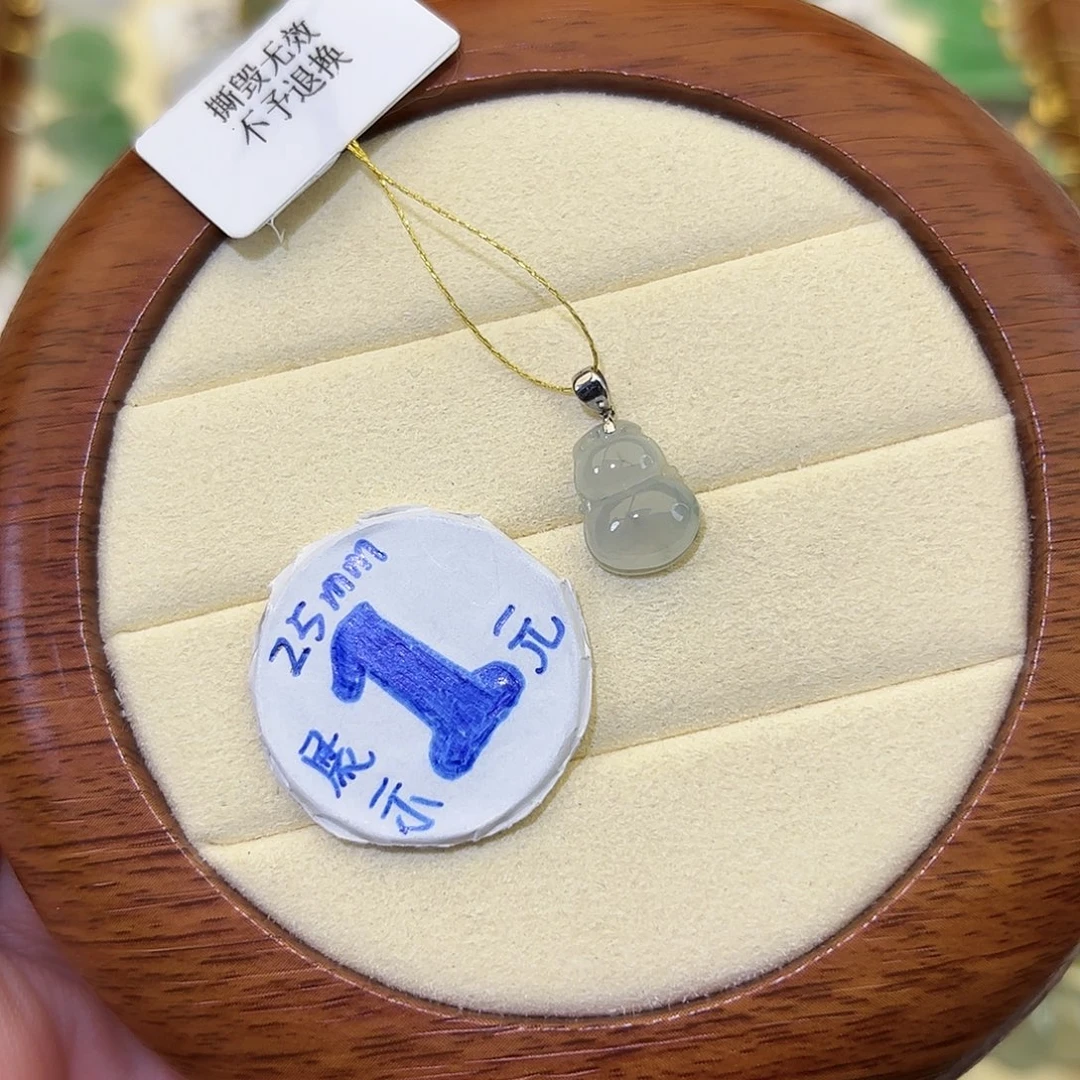 撕毁无效
不予退换
25mm
1元
展示